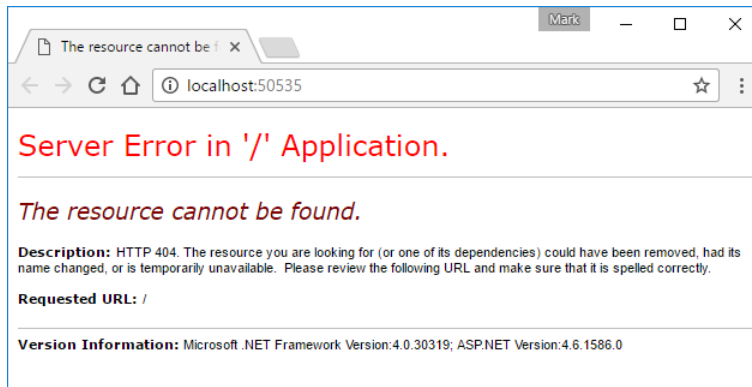 Mark
The resource cannot be f
localhost:50535
Server Error in '/' Application.
The resource cannot be found.
Description: HTTP 404. The resource you are looking for (or one of its dependencies) could have been removed, had its
name changed, or is temporarily unavailable.  Please review the following URL and make sure that it is spelled correctly.
Requested URL: /
Version Information: Microsoft .NET Framework Version:4.0.30319; ASP.NET Version:4.6.1586.0